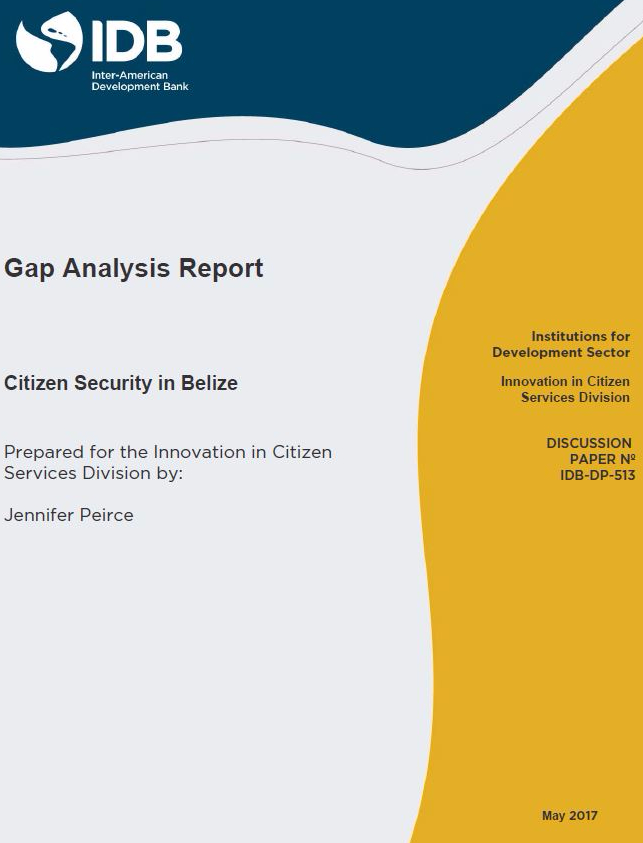 IDB
Inter-American
Development Bank
Gap Analysis Report
Citizen Security in Belize
Prepared for the Innovation in Citizen
Services Division by:
Jennifer Peirce
Institutions for
Development Sector
Innovation in Citizen
Services Division
DISCUSSION
PAPER Nº
IDB-DP-513
May 2017